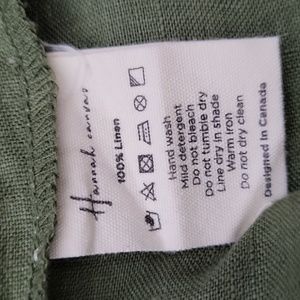 Hannah canvas
100% Linen
Hand wash
Mild detergent
Do not bleach
Do not tumble dry
Line dry in shade
Warm iron
Do not dry clean
Designed in Canada